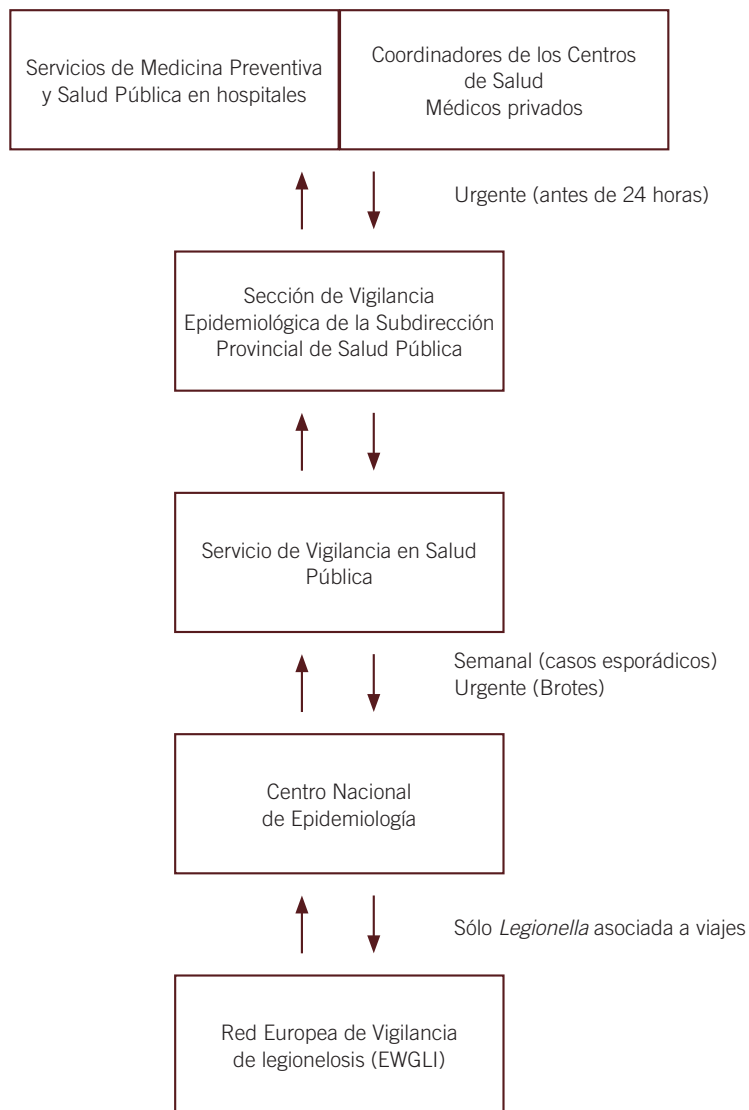 Servicios de Medicina Preventiva
y Salud Pública en hospitales
Coordinadores de los Centros
de Salud
Médicos privados
Urgente (antes de 24 horas)
Sección de Vigilancia
Epidemiológica de la Subdirección
Provincial de Salud Pública
Servicio de Vigilancia en Salud
Pública
Semanal (casos esporádicos)
Urgente (Brotes)
Centro Nacional
de Epidemiología
Sólo Legionella asociada a viajes
Red Europea de Vigilancia
de legionelosis (EWGLI)